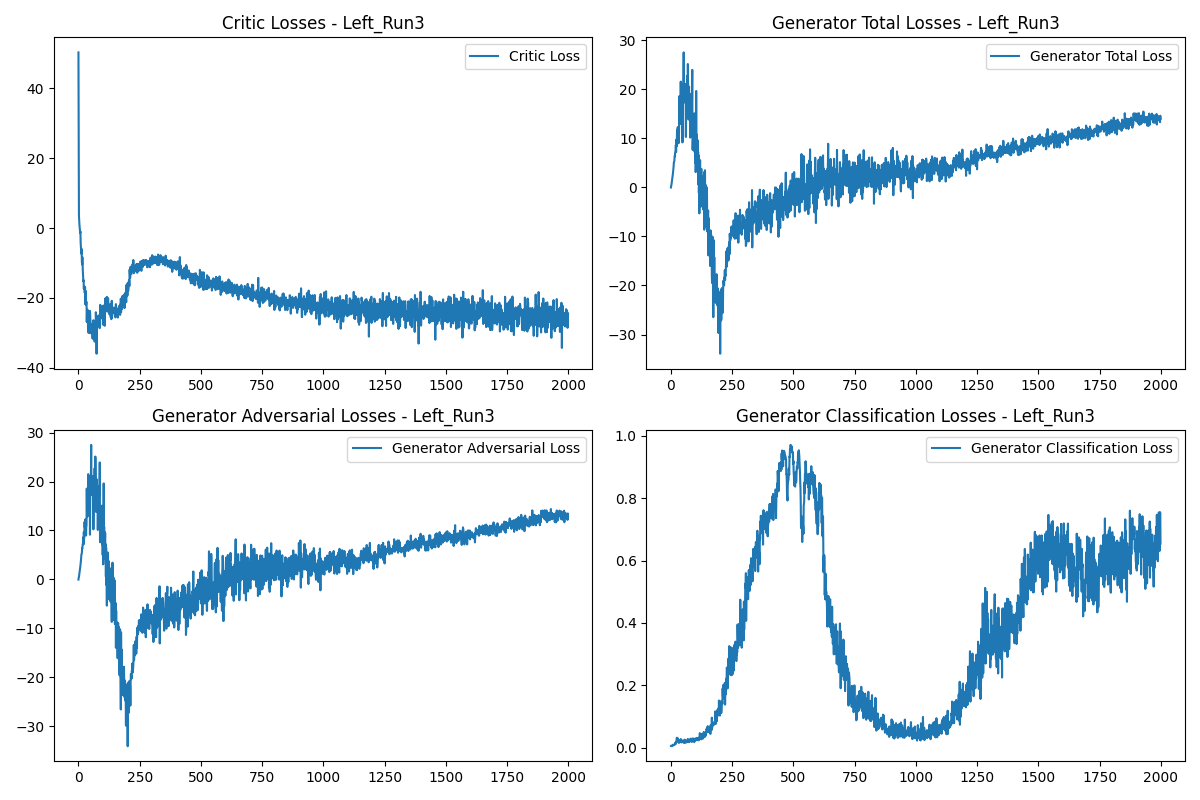 Critic Losses - Left_Run3
Critic Loss
40
20
0
−20
−40
0 250 500 750 1000 1250 1500 1750 2000
Generator Total Losses - Left_Run3
Generator Total Loss
30
20
10
0
−10
−20
−30
0 250 500 750 1000 1250 1500 1750 2000
Generator Adversarial Losses - Left_Run3
Generator Adversarial Loss
30
20
10
0
−10
−20
−30
0 250 500 750 1000 1250 1500 1750 2000
Generator Classification Losses - Left_Run3
Generator Classification Loss
1.0
0.8
0.6
0.4
0.2
0.0
0 250 500 750 1000 1250 1500 1750 2000